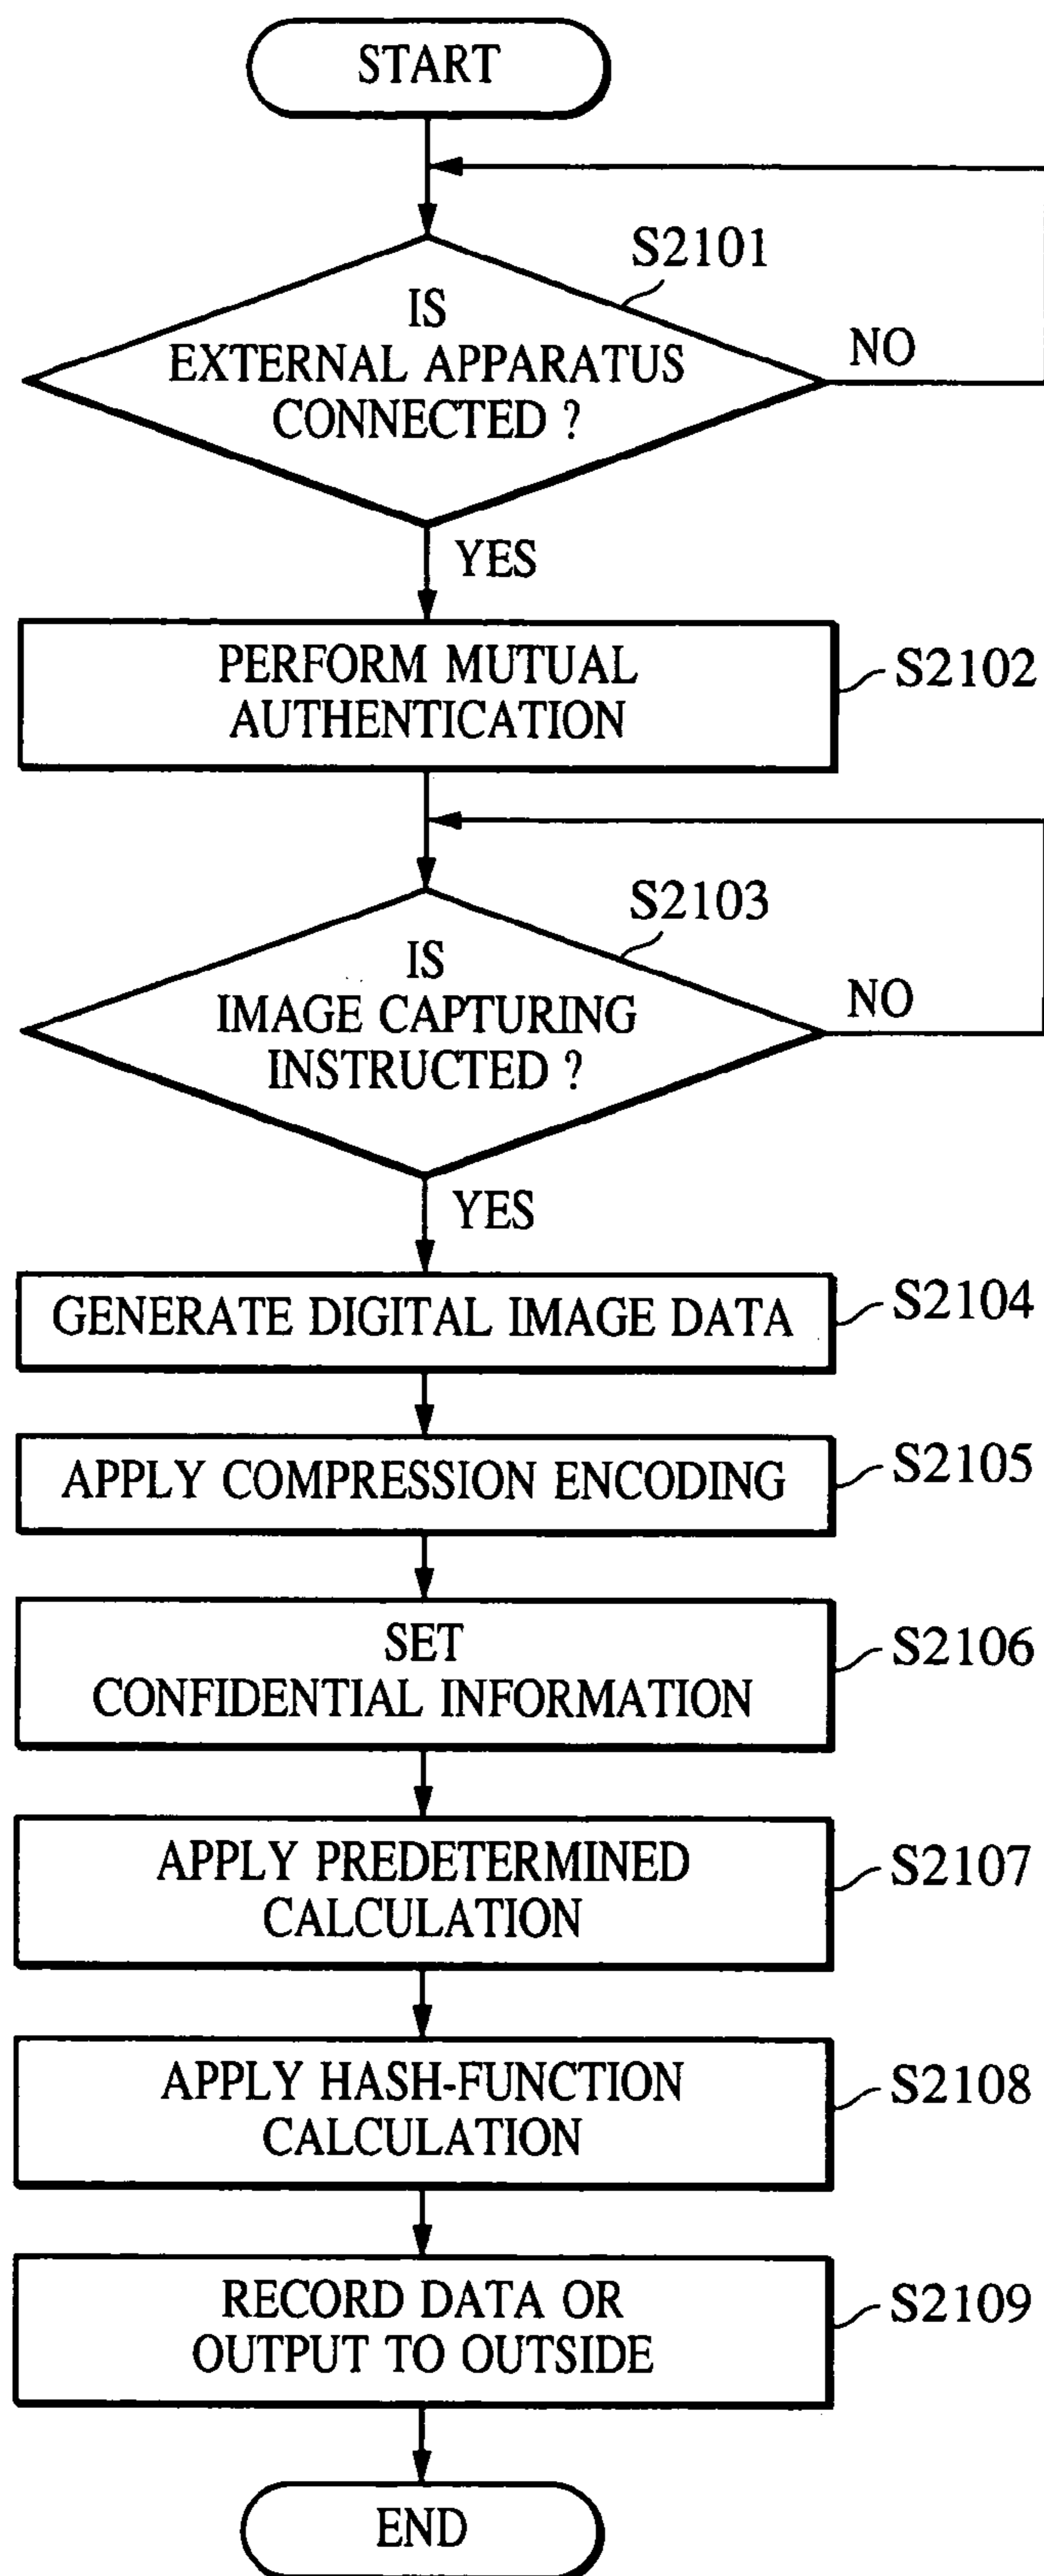 START
S2101
IS
EXTERNAL APPARATUS
CONNECTED ?
NO
YES
PERFORM MUTUAL
AUTHENTICATION
S2102
S2103
IS
IMAGE CAPTURING
INSTRUCTED ?
NO
YES
GENERATE DIGITAL IMAGE DATA
S2104
APPLY COMPRESSION ENCODING
S2105
SET
CONFIDENTIAL INFORMATION
S2106
APPLY PREDETERMINED
CALCULATION
S2107
APPLY HASH-FUNCTION
CALCULATION
S2108
RECORD DATA OR
OUTPUT TO OUTSIDE
S2109
END